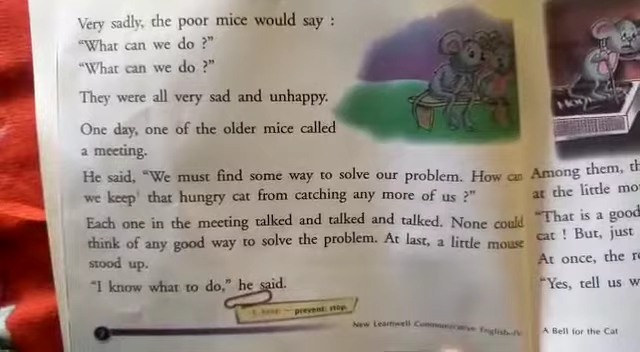 Very sadly, the poor mice would say :
"What can we do ?"
"What can we do ?"
They were all very sad and unhappy.
One day, one of the older mice called
a meeting.
He said, "We must find some way to solve our problem. How can
we keep¹ that hungry cat from catching any more of us ?"
Each one in the meeting talked and talked and talked. None could
think of any good way to solve the problem. At last, a little mouse
stood up.
"I know what to do," he said.
1. keep — prevent; stop.
New Learnwell Communicative English-IV
Among them, th
at the little mo
"That is a good
cat ! But, just
At once, the r
"Yes, tell us w
A Bell for the Cat